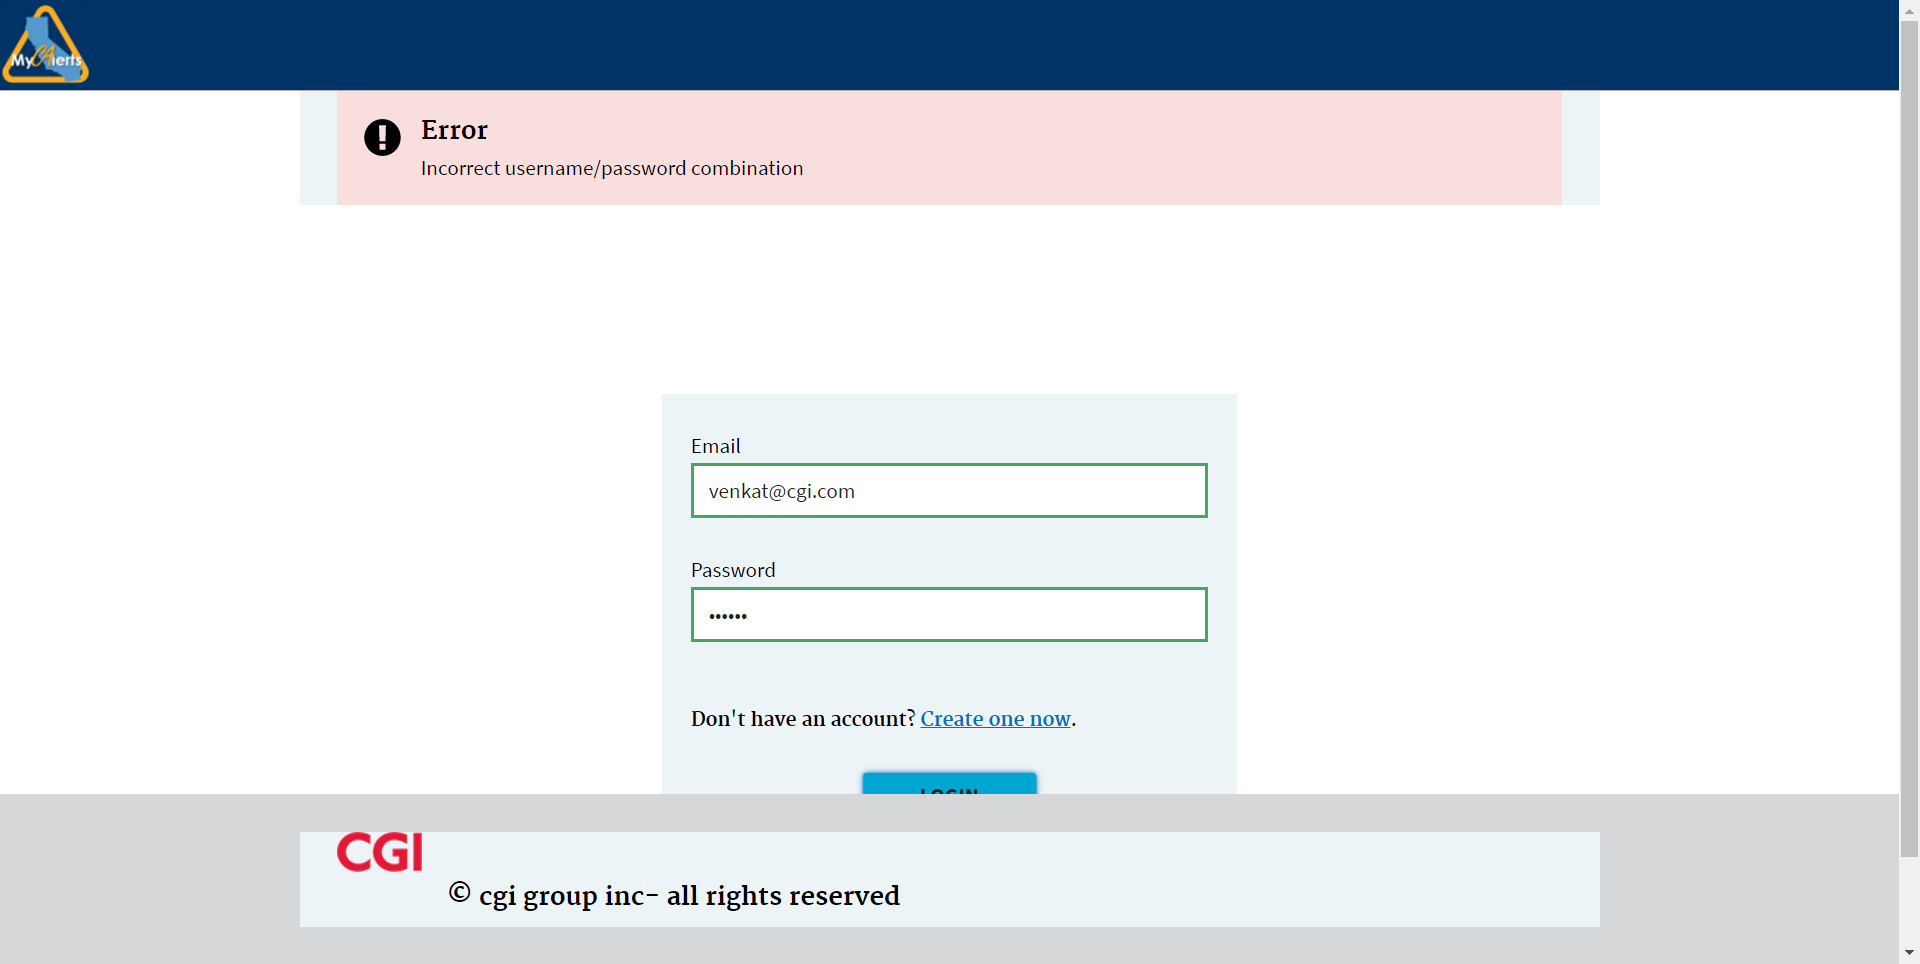 MyCAlerts
Error
Incorrect username/password combination
Email
venkat@cgi.com
Password
••••••
Don't have an account? Create one now.
LOGIN
CGI
© cgi group inc- all rights reserved